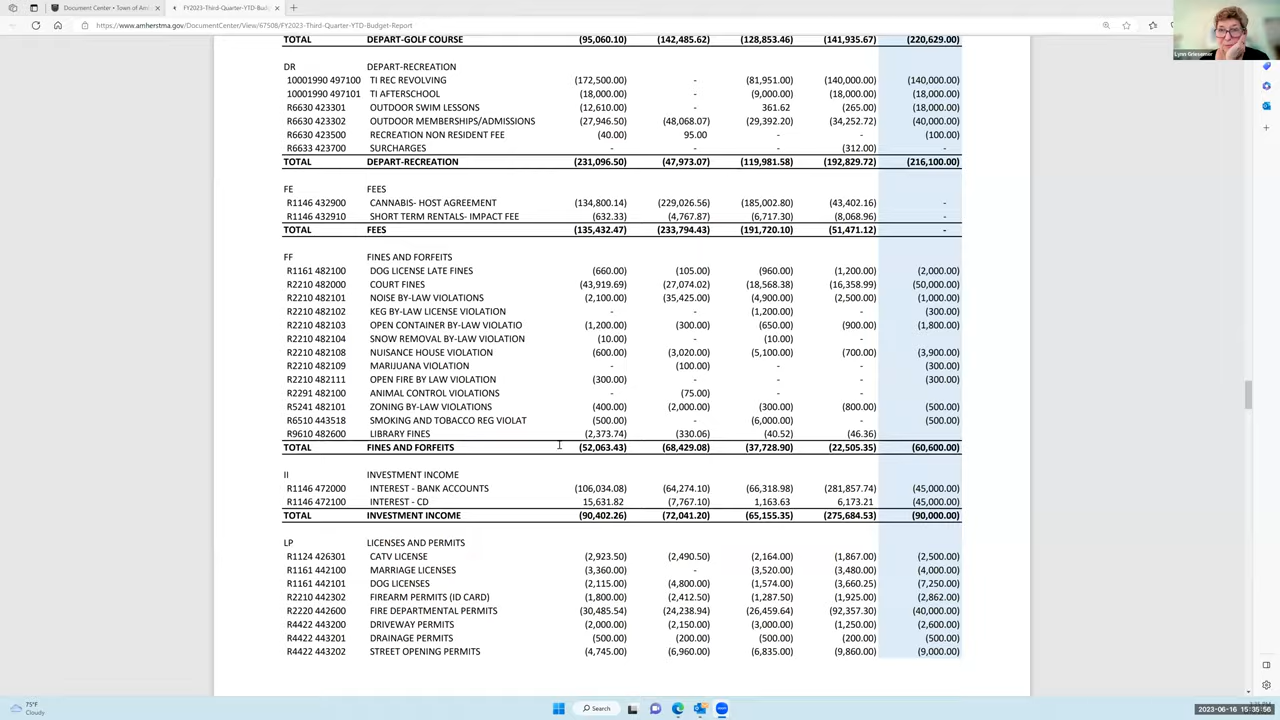 Document Center • Town of Am
FY2023-Third-Quarter-YTD-Budg
https://www.amherstma.gov/DocumentCenter/View/67508/FY2023-Third-Quarter-YTD-Budget-Report
Lynn Griesemer
TOTAL DEPART-GOLF COURSE (95,060.10) (142,485.62) (128,853.46) (141,935.67) (220,629.00)
DR DEPART-RECREATION
10001990 497100 TI REC REVOLVING (172,500.00) - (81,951.00) (140,000.00) (140,000.00)
10001990 497101 TI AFTERSCHOOL (18,000.00) - (9,000.00) (18,000.00) (18,000.00)
R6630 423301 OUTDOOR SWIM LESSONS (12,610.00) - 361.62 (265.00) (18,000.00)
R6630 423302 OUTDOOR MEMBERSHIPS/ADMISSIONS (27,946.50) (48,068.07) (29,392.20) (34,252.72) (40,000.00)
R6630 423500 RECREATION NON RESIDENT FEE (40.00) 95.00 - - (100.00)
R6633 423700 SURCHARGES - - - (312.00) -
TOTAL DEPART-RECREATION (231,096.50) (47,973.07) (119,981.58) (192,829.72) (216,100.00)
FE FEES
R1146 432900 CANNABIS- HOST AGREEMENT (134,800.14) (229,026.56) (185,002.80) (43,402.16) -
R1146 432910 SHORT TERM RENTALS- IMPACT FEE (632.33) (4,767.87) (6,717.30) (8,068.96) -
TOTAL FEES (135,432.47) (233,794.43) (191,720.10) (51,471.12) -
FF FINES AND FORFEITS
R1161 482100 DOG LICENSE LATE FINES (660.00) (105.00) (960.00) (1,200.00) (2,000.00)
R2210 482000 COURT FINES (43,919.69) (27,074.02) (18,568.38) (16,358.99) (50,000.00)
R2210 482101 NOISE BY-LAW VIOLATIONS (2,100.00) (35,425.00) (4,900.00) (2,500.00) (1,000.00)
R2210 482102 KEG BY-LAW LICENSE VIOLATION - - (1,200.00) - (300.00)
R2210 482103 OPEN CONTAINER BY-LAW VIOLATIO (1,200.00) (300.00) (650.00) (900.00) (1,800.00)
R2210 482104 SNOW REMOVAL BY-LAW VIOLATION (10.00) - (10.00) - -
R2210 482108 NUISANCE HOUSE VIOLATION (600.00) (3,020.00) (5,100.00) (700.00) (3,900.00)
R2210 482109 MARIJUANA VIOLATION - (100.00) - - (300.00)
R2210 482111 OPEN FIRE BY LAW VIOLATION (300.00) - - - (300.00)
R2291 482100 ANIMAL CONTROL VIOLATIONS - (75.00) - - -
R5241 482101 ZONING BY-LAW VIOLATIONS (400.00) (2,000.00) (300.00) (800.00) (500.00)
R6510 443518 SMOKING AND TOBACCO REG VIOLAT (500.00) - (6,000.00) - (500.00)
R9610 482600 LIBRARY FINES (2,373.74) (330.06) (40.52) (46.36)
TOTAL FINES AND FORFEITS (52,063.43) (68,429.08) (37,728.90) (22,505.35) (60,600.00)
II INVESTMENT INCOME
R1146 472000 INTEREST - BANK ACCOUNTS (106,034.08) (64,274.10) (66,318.98) (281,857.74) (45,000.00)
R1146 472100 INTEREST - CD 15,631.82 (7,767.10) 1,163.63 6,173.21 (45,000.00)
TOTAL INVESTMENT INCOME (90,402.26) (72,041.20) (65,155.35) (275,684.53) (90,000.00)
LP LICENSES AND PERMITS
R1124 426301 CATV LICENSE (2,923.50) (2,490.50) (2,164.00) (1,867.00) (2,500.00)
R1161 442100 MARRIAGE LICENSES (3,360.00) - (3,520.00) (3,480.00) (4,000.00)
R1161 442101 DOG LICENSES (2,115.00) (4,800.00) (1,574.00) (3,660.25) (7,250.00)
R2210 442302 FIREARM PERMITS (ID CARD) (1,800.00) (2,412.50) (1,287.50) (1,925.00) (2,862.00)
R2220 442600 FIRE DEPARTMENTAL PERMITS (30,485.54) (24,238.94) (26,459.64) (92,357.30) (40,000.00)
R4422 443200 DRIVEWAY PERMITS (2,000.00) (2,150.00) (3,000.00) (1,250.00) (2,600.00)
R4422 443201 DRAINAGE PERMITS (500.00) (200.00) (500.00) (200.00) (500.00)
R4422 443202 STREET OPENING PERMITS (4,745.00) (6,960.00) (6,835.00) (9,860.00) (9,000.00)
75°F
Cloudy
Search
2023-06-16 15:35:56